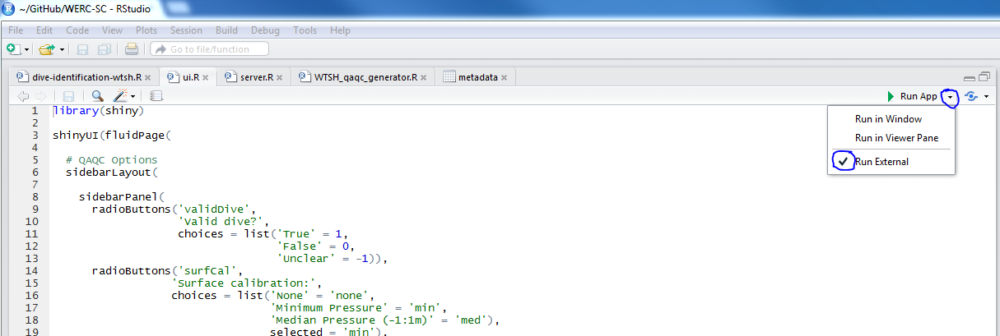 ~/GitHub/WERC-SC - RStudio
File Edit Code View Plots Session Build Debug Tools Help
Go to file/function
dive-identification-wtsh.R ui.R server.R WTSH_qaqc_generator.R metadata
Run App
Run in Window
Run in Viewer Pane
Run External
1 library(shiny)
2
3 shinyUI(fluidPage(
4
5 # QAQC Options
6 sidebarLayout(
7
8 sidebarPanel(
9 radioButtons('validDive',
10 'Valid dive?',
11 choices = list('True' = 1,
12 'False' = 0,
13 'Unclear' = -1)),
14 radioButtons('surfCal',
15 'Surface calibration:',
16 choices = list('None' = 'none',
17 'Minimum Pressure' = 'min',
18 'Median Pressure (-1:1m)' = 'med'),
19 selected = 'min'),